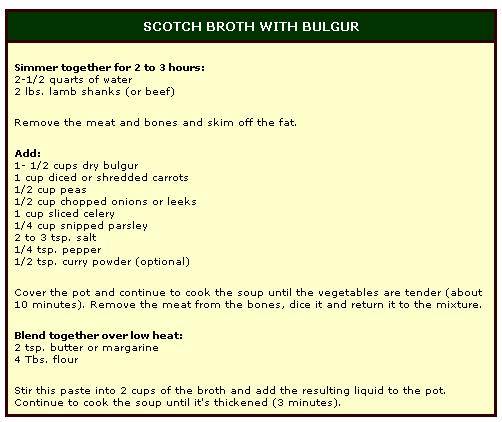 SCOTCH BROTH WITH BULGUR
Simmer together for 2 to 3 hours:
2-1/2 quarts of water
2 lbs. lamb shanks (or beef)
Remove the meat and bones and skim off the fat.
Add:
1- 1/2 cups dry bulgur
1 cup diced or shredded carrots
1/2 cup peas
1/2 cup chopped onions or leeks
1 cup sliced celery
1/4 cup snipped parsley
2 to 3 tsp. salt
1/4 tsp. pepper
1/2 tsp. curry powder (optional)
Cover the pot and continue to cook the soup until the vegetables are tender (about
10 minutes). Remove the meat from the bones, dice it and return it to the mixture.
Blend together over low heat:
2 tsp. butter or margarine
4 Tbs. flour
Stir this paste into 2 cups of the broth and add the resulting liquid to the pot.
Continue to cook the soup until it's thickened (3 minutes).